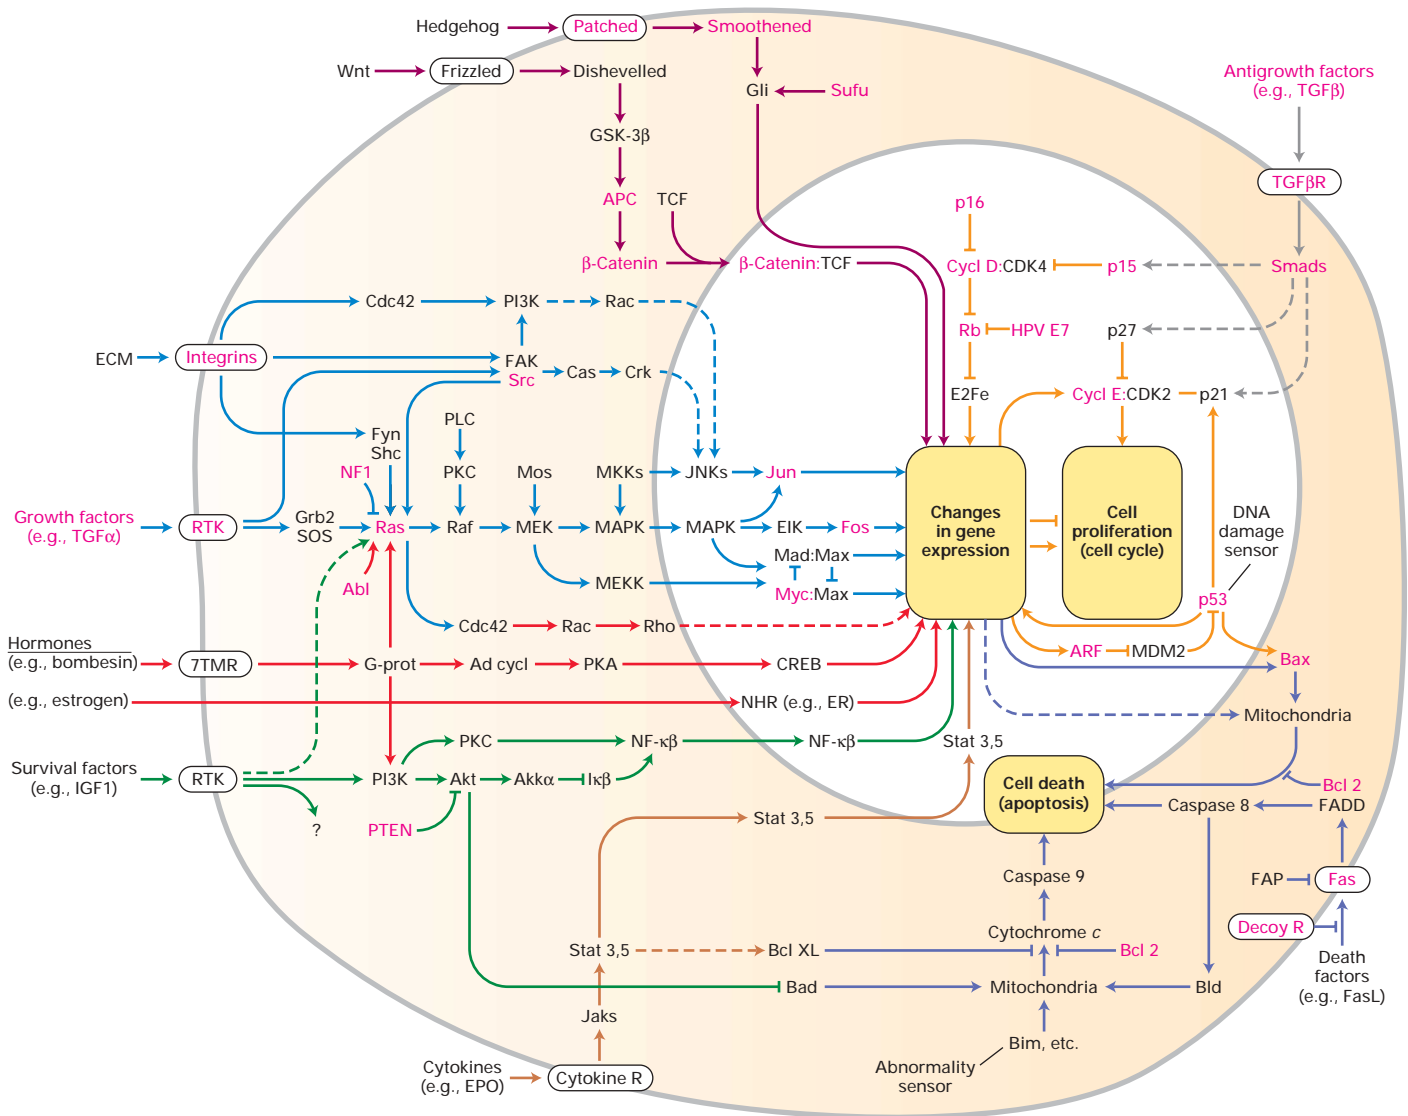 Hedgehog
Patched
Smoothened
Wnt
Frizzled
Dishevelled
Gli
Sufu
Antigrowth factors
(e.g., TGFβ)
GSK-3β
TGFβR
APC
TCF
p16
β-Catenin
β-Catenin:TCF
Cycl D:CDK4
p15
Smads
Cdc42
PI3K
Rac
Rb
HPV E7
p27
ECM
Integrins
FAK
Src
Cas
Crk
E2Fe
Cycl E:CDK2
p21
PLC
Fyn
Shc
NF1
PKC
Mos
MKKs
JNKs
Jun
Growth factors
(e.g., TGFα)
RTK
Grb2
SOS
Ras
Raf
MEK
MAPK
MAPK
EIK
Fos
Changes
in gene
expression
Cell
proliferation
(cell cycle)
DNA
damage
sensor
Mad:Max
Abl
MEKK
Myc:Max
p53
Cdc42
Rac
Rho
Hormones
(e.g., bombesin)
7TMR
G-prot
Ad cycl
PKA
CREB
ARF
MDM2
Bax
(e.g., estrogen)
NHR (e.g., ER)
Mitochondria
PKC
NF-κβ
NF-κβ
Stat 3,5
Survival factors
(e.g., IGF1)
RTK
PI3K
Akt
Akkα
Iκβ
Cell death
(apoptosis)
Bcl 2
?
PTEN
Stat 3,5
Caspase 8
FADD
Caspase 9
FAP
Fas
Cytochrome c
Decoy R
Stat 3,5
Bcl XL
Bcl 2
Death
factors
(e.g., FasL)
Bad
Mitochondria
Bld
Jaks
Bim, etc.
Abnormality
sensor
Cytokines
(e.g., EPO)
Cytokine R